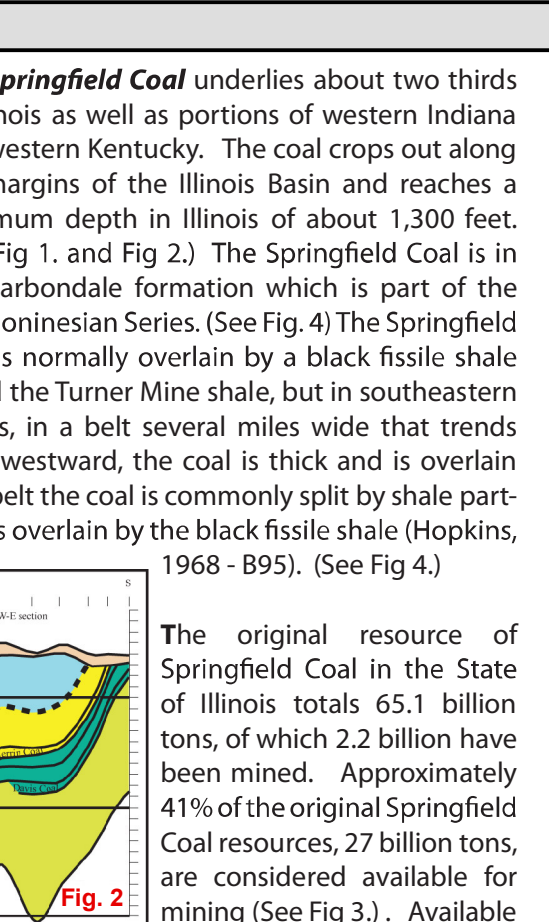 pringfield Coal underlies about two thirds
nois as well as portions of western Indiana
western Kentucky. The coal crops out along
margins of the Illinois Basin and reaches a
mum depth in Illinois of about 1,300 feet.
Fig 1. and Fig 2.) The Springfield Coal is in
arbondale formation which is part of the
oninesian Series. (See Fig. 4) The Springfield
s normally overlain by a black fissile shale
l the Turner Mine shale, but in southeastern
s, in a belt several miles wide that trends
westward, the coal is thick and is overlain
belt the coal is commonly split by shale part-
s overlain by the black fissile shale (Hopkins,
1968 - B95). (See Fig 4.)
S
W-E section
Herrin Coal
Davis Coal
Fig. 2
The original resource of
Springfield Coal in the State
of Illinois totals 65.1 billion
tons, of which 2.2 billion have
been mined. Approximately
41% of the original Springfield
Coal resources, 27 billion tons,
are considered available for
mining (See Fig 3.) . Available